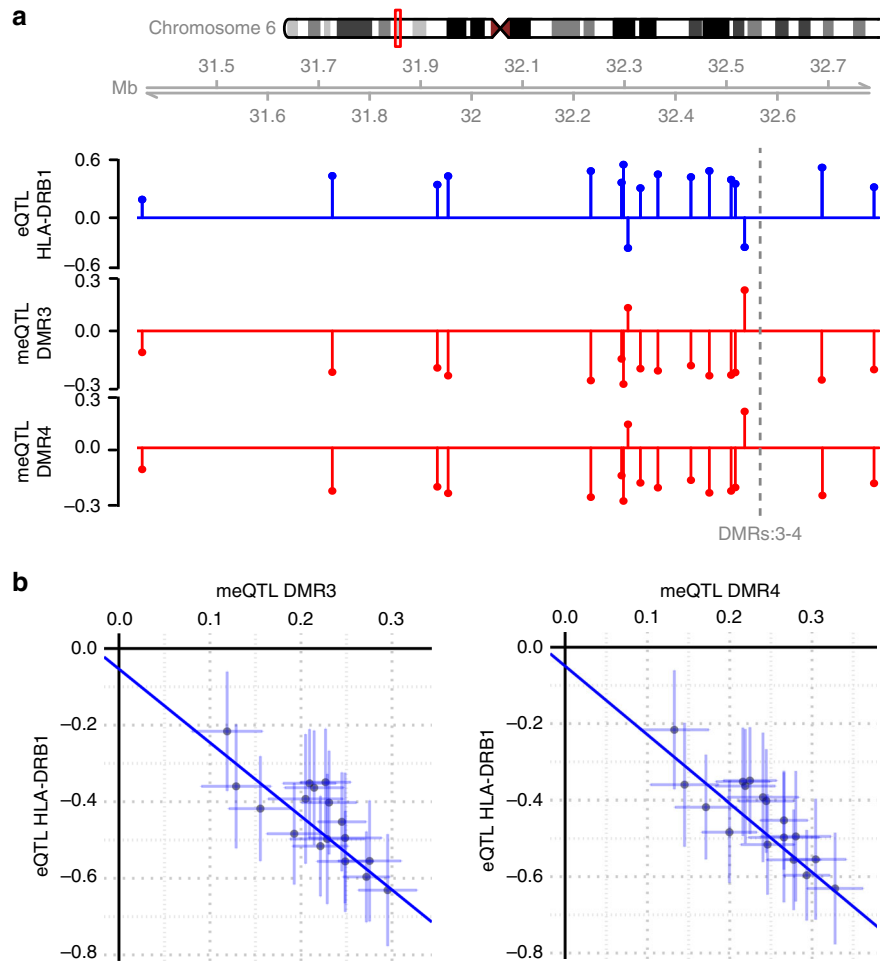 a
Chromosome 6
31.5 31.7 31.9 32.1 32.3 32.5 32.7
Mb
31.6 31.8 32 32.2 32.4 32.6
0.6
0.0
−0.6
eQTL
HLA-DRB1
0.3
0.0
−0.3
meQTL
DMR3
0.3
0.0
−0.3
meQTL
DMR4
DMRs:3-4
b
meQTL DMR3
0.0 0.1 0.2 0.3
0.0
−0.2
−0.4
−0.6
−0.8
eQTL HLA-DRB1
meQTL DMR4
0.0 0.1 0.2 0.3
0.0
−0.2
−0.4
−0.6
−0.8
eQTL HLA-DRB1